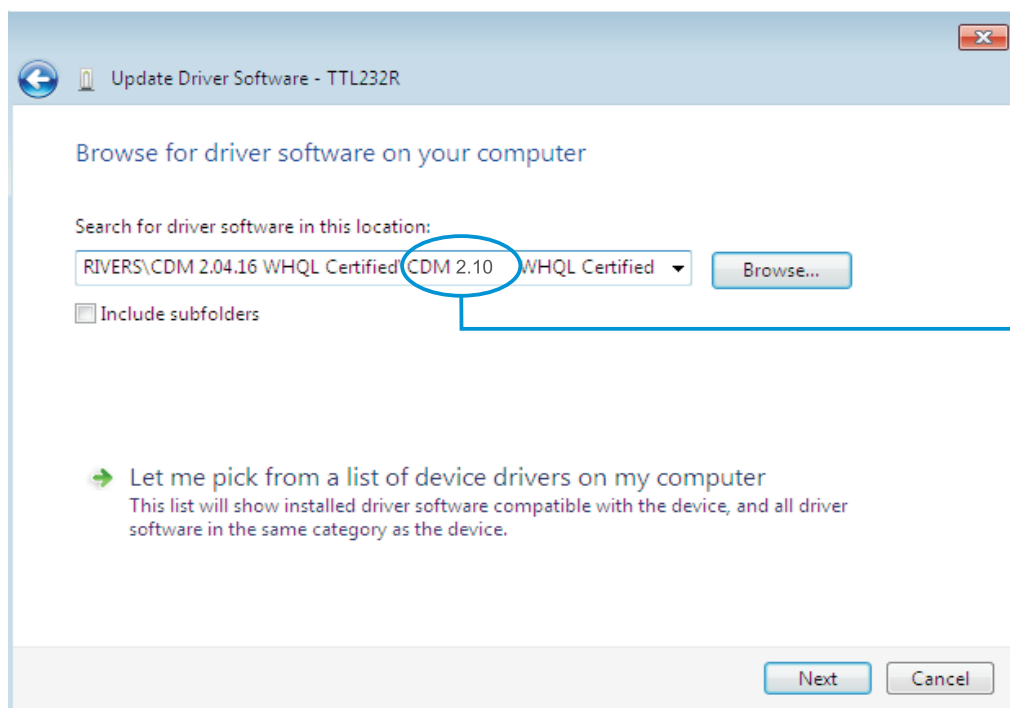 Update Driver Software - TTL232R
Browse for driver software on your computer
Search for driver software in this location:
RIVERS\CDM 2.04.16 WHQL Certified\CDM 2.10 WHQL Certified
Browse...
Include subfolders
Let me pick from a list of device drivers on my computer
This list will show installed driver software compatible with the device, and all driver
software in the same category as the device.
Next
Cancel